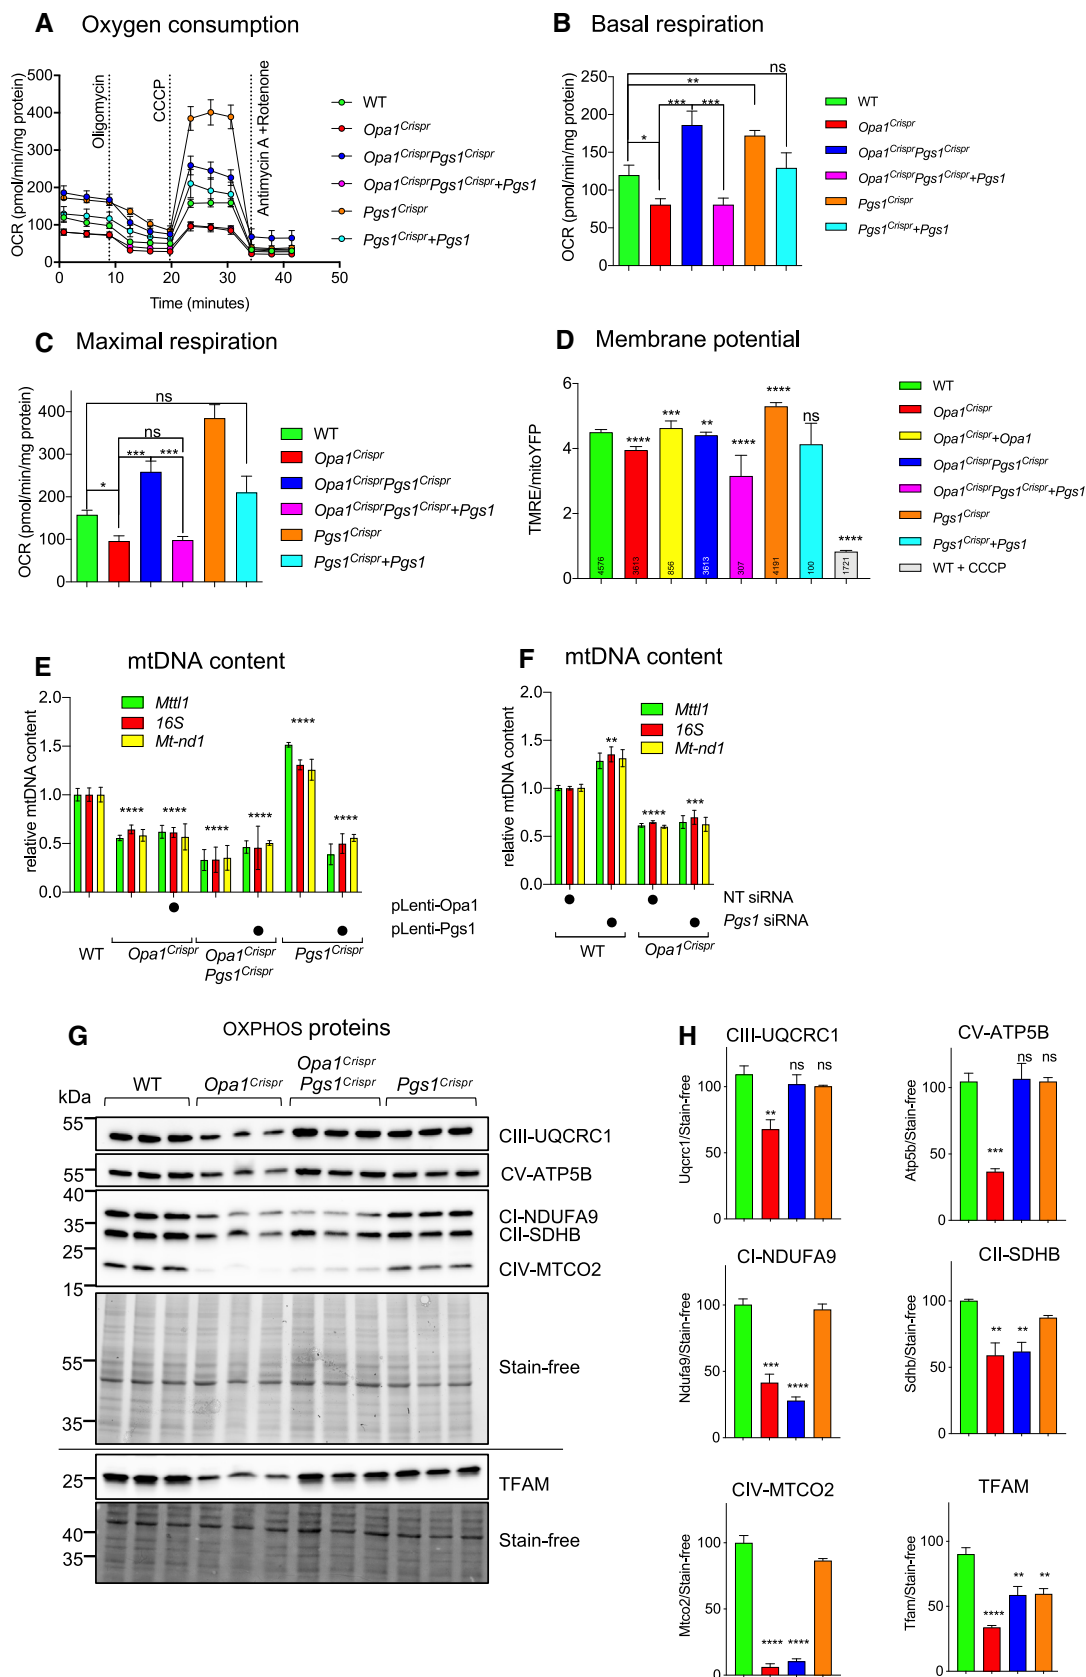 A Oxygen consumption
OCR (pmol/min/mg protein)
500
400
300
200
100
0
Oligomycin
CCCP
Antimycin A +Rotenone
0 10 20 30 40 50
Time (minutes)
WT
Opa1Crispr
Opa1CrisprPgs1Crispr
Opa1CrisprPgs1Crispr+Pgs1
Pgs1Crispr
Pgs1Crispr+Pgs1
B Basal respiration
OCR (pmol/min/mg protein)
250
200
150
100
50
0
ns
**
*** ***
*
WT
Opa1Crispr
Opa1CrisprPgs1Crispr
Opa1CrisprPgs1Crispr+Pgs1
Pgs1Crispr
Pgs1Crispr+Pgs1
C Maximal respiration
OCR (pmol/min/mg protein)
400
300
200
100
0
ns
ns
*** ***
*
WT
Opa1Crispr
Opa1CrisprPgs1Crispr
Opa1CrisprPgs1Crispr+Pgs1
Pgs1Crispr
Pgs1Crispr+Pgs1
D Membrane potential
TMRE/mitoYFP
6
4
2
0
**** *** ** **** **** ns ****
4576 856 3613 307 4191 100 1721
WT
Opa1Crispr
Opa1Crispr+Opa1
Opa1CrisprPgs1Crispr
Opa1CrisprPgs1Crispr+Pgs1
Pgs1Crispr
Pgs1Crispr+Pgs1
WT + CCCP
E mtDNA content
relative mtDNA content
2.0
1.5
1.0
0.5
0.0
Mttl1
16S
Mt-nd1
**** **** **** **** **** ****
pLenti-Opa1
pLenti-Pgs1
WT Opa1Crispr Opa1Crispr Pgs1Crispr
Pgs1Crispr
F mtDNA content
relative mtDNA content
2.0
1.5
1.0
0.5
0.0
Mttl1
16S
Mt-nd1
** **** ***
NT siRNA
Pgs1 siRNA
WT Opa1Crispr
G OXPHOS proteins
kDa
WT Opa1Crispr Opa1Crispr Pgs1Crispr
Pgs1Crispr
55 CIII-UQCRC1
55 CV-ATP5B
40
35 CI-NDUFA9
CII-SDHB
25
CIV-MTCO2
15
55 Stain-free
35
25 TFAM
40 Stain-free
35
H CIII-UQCRC1
Uqcrc1/Stain-free
100
50
0
** ns ns
CV-ATP5B
Atp5b/Stain-free
100
50
0
*** ns ns
CI-NDUFA9
Ndufa9/Stain-free
100
50
0
*** ****
CII-SDHB
Sdhb/Stain-free
100
50
0
** **
CIV-MTCO2
Mtco2/Stain-free
100
50
0
**** ****
TFAM
Tfam/Stain-free
100
50
0
**** ** **